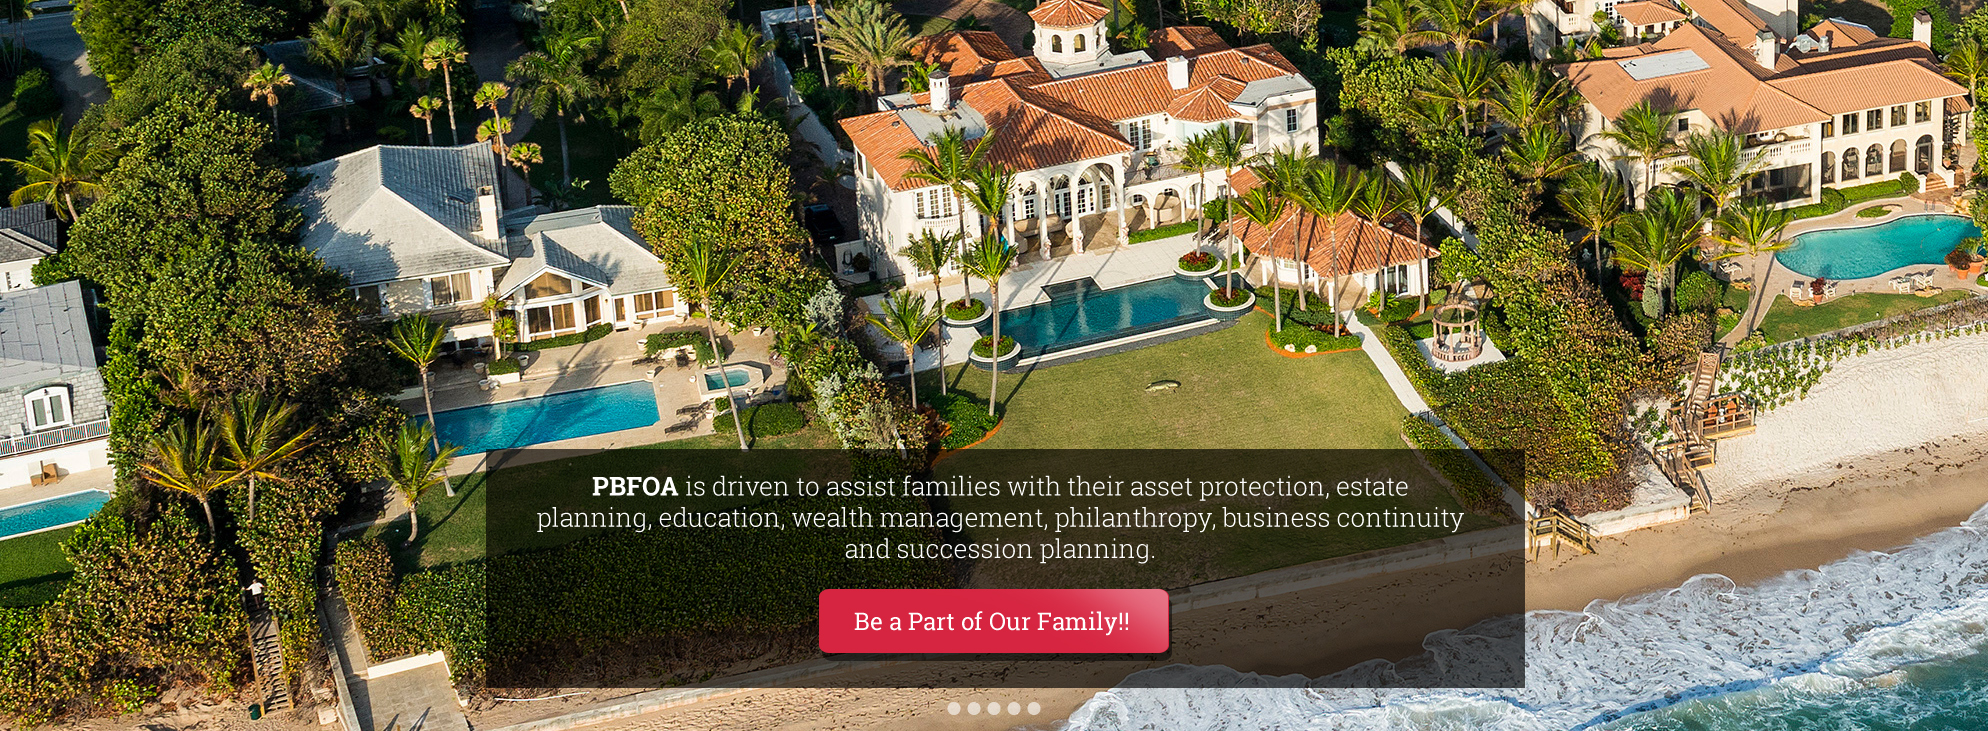 PBFOA is driven to assist families with their asset protection, estate
planning, education, wealth management, philanthropy, business continuity
and succession planning.
Be a Part of Our Family!!